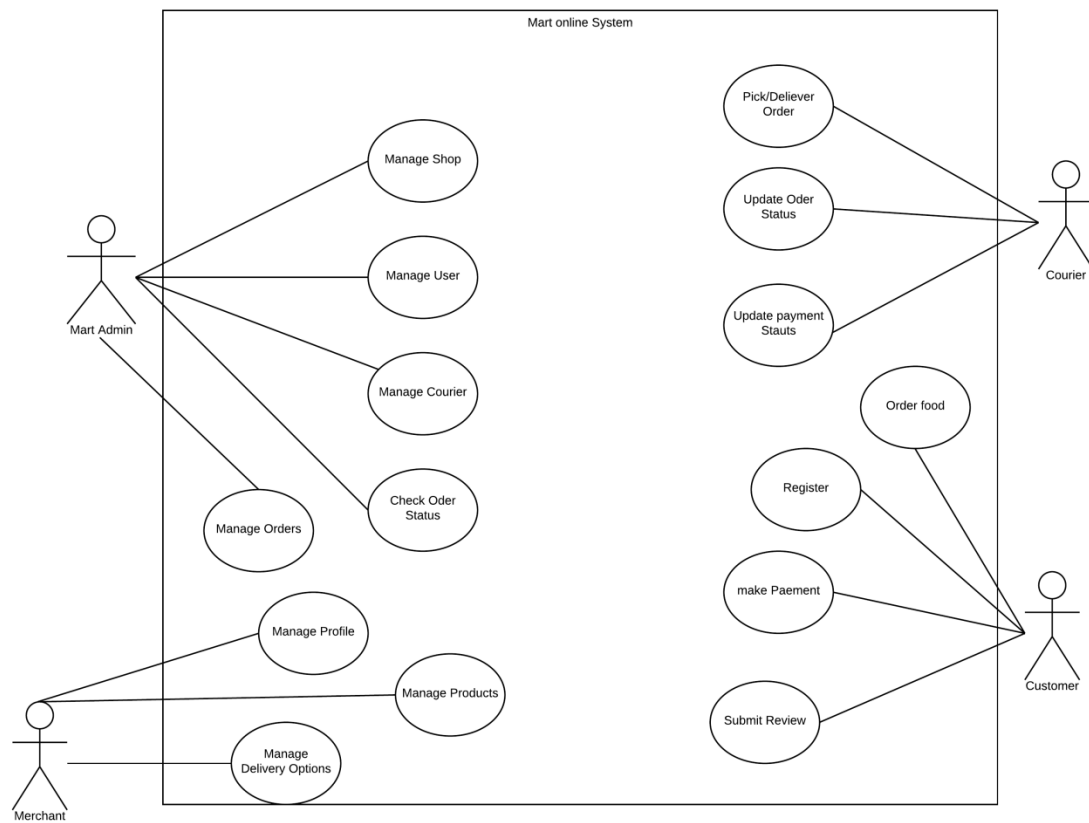 Mart online System
Pick/Deliever
Order
Manage Shop
Update Oder
Status
Manage User
Courier
Mart Admin
Update payment
Stauts
Manage Courier
Order food
Register
Check Oder
Status
Manage Orders
make Paement
Manage Profile
Manage Products
Customer
Submit Review
Manage
Delivery Options
Merchant